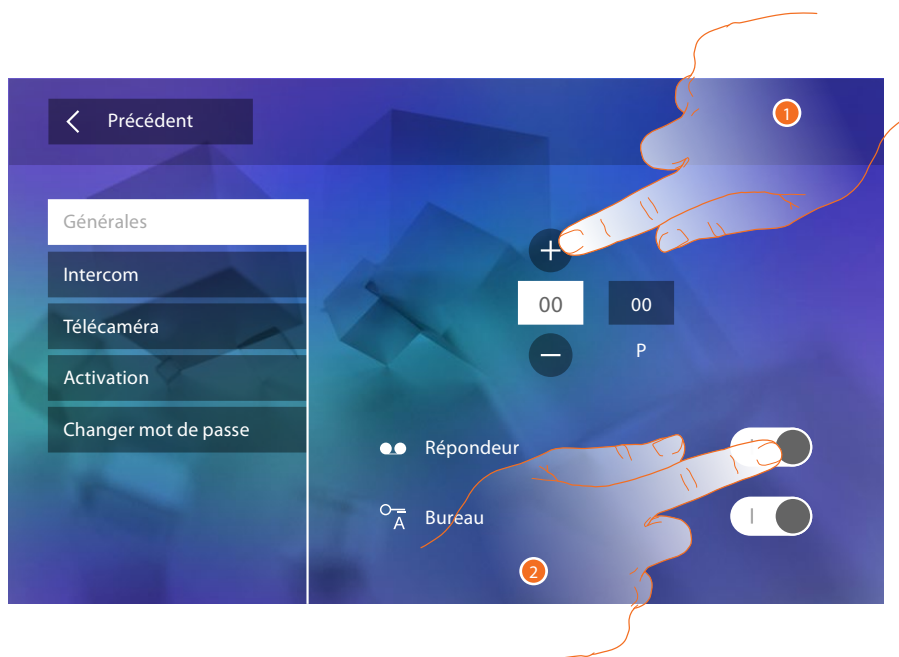 Précédent
1
Générales
Intercom
Télécaméra
Activation
Changer mot de passe
+
00 00
– P
Répondeur
A Bureau
2